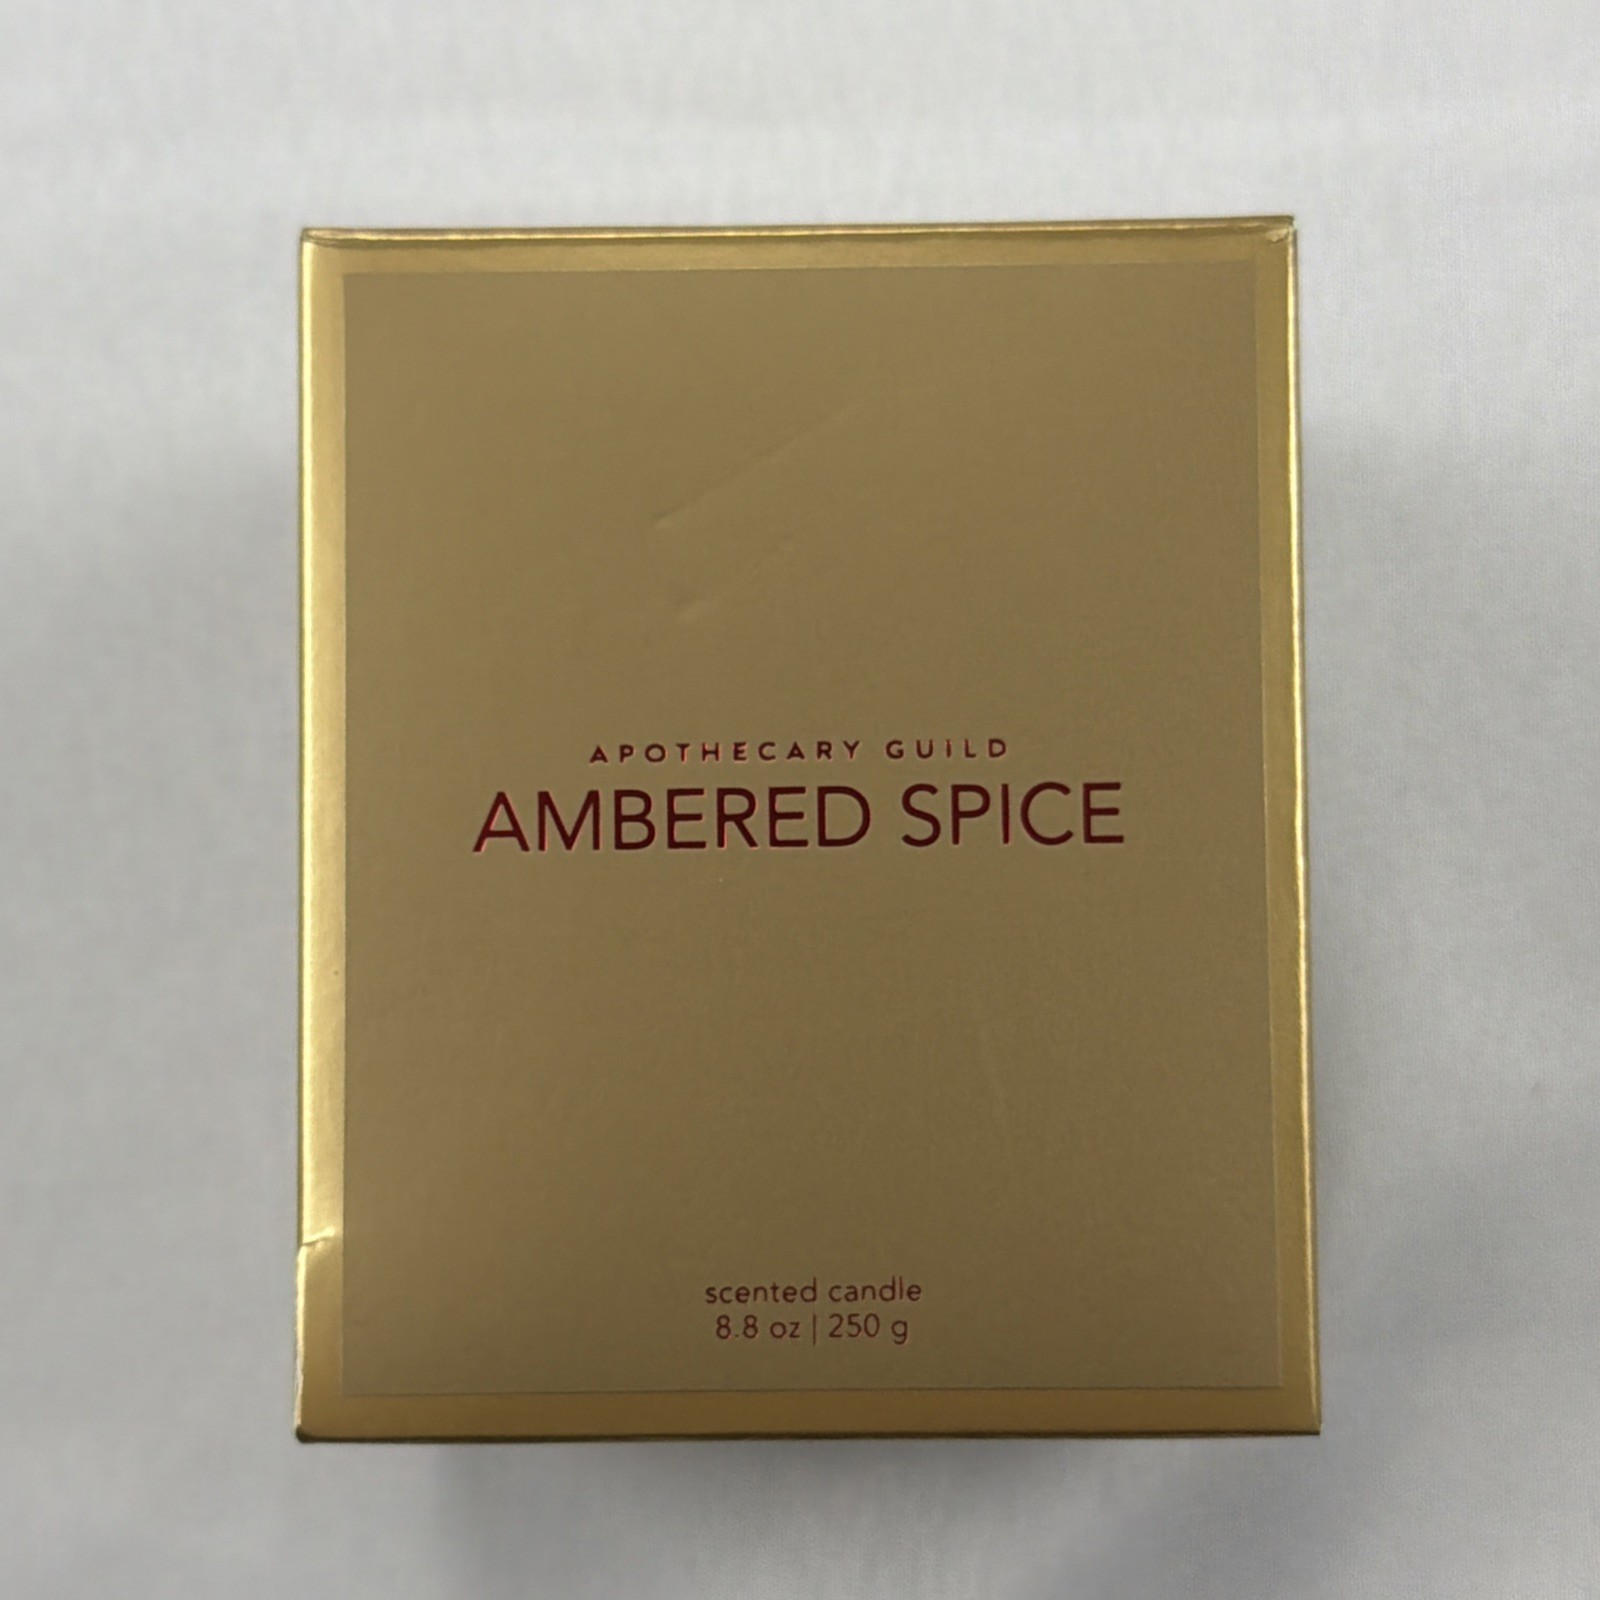 APOTHECARY GUILD
AMBERED SPICE
scented candle
8.8 oz | 250 g